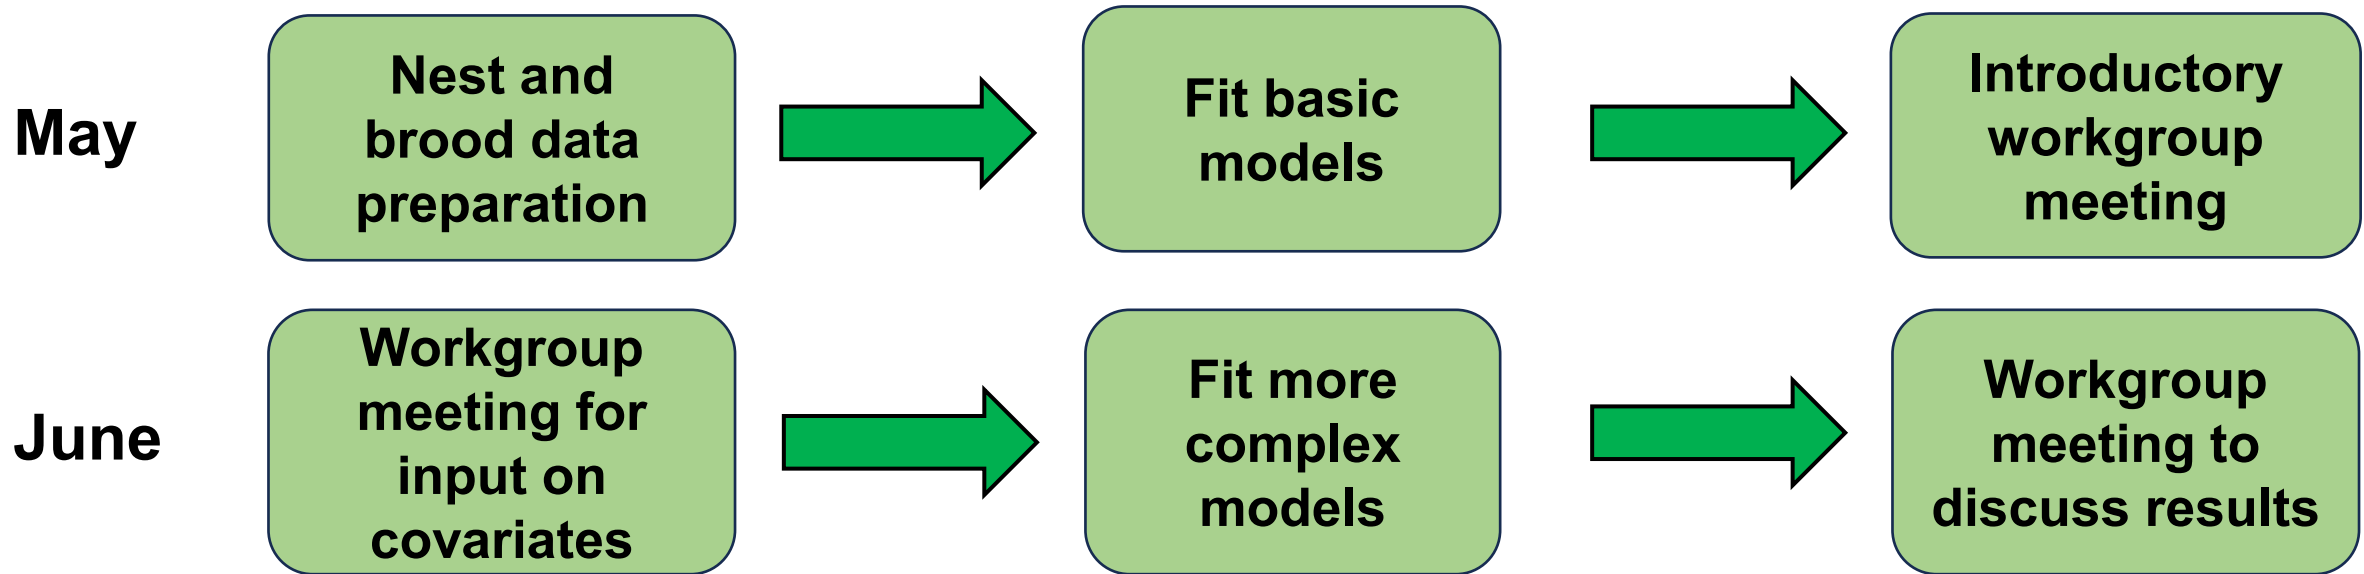 May
Nest and
brood data
preparation
Fit basic
models
Introductory
workgroup
meeting
June
Workgroup
meeting for
input on
covariates
Fit more
complex
models
Workgroup
meeting to
discuss results